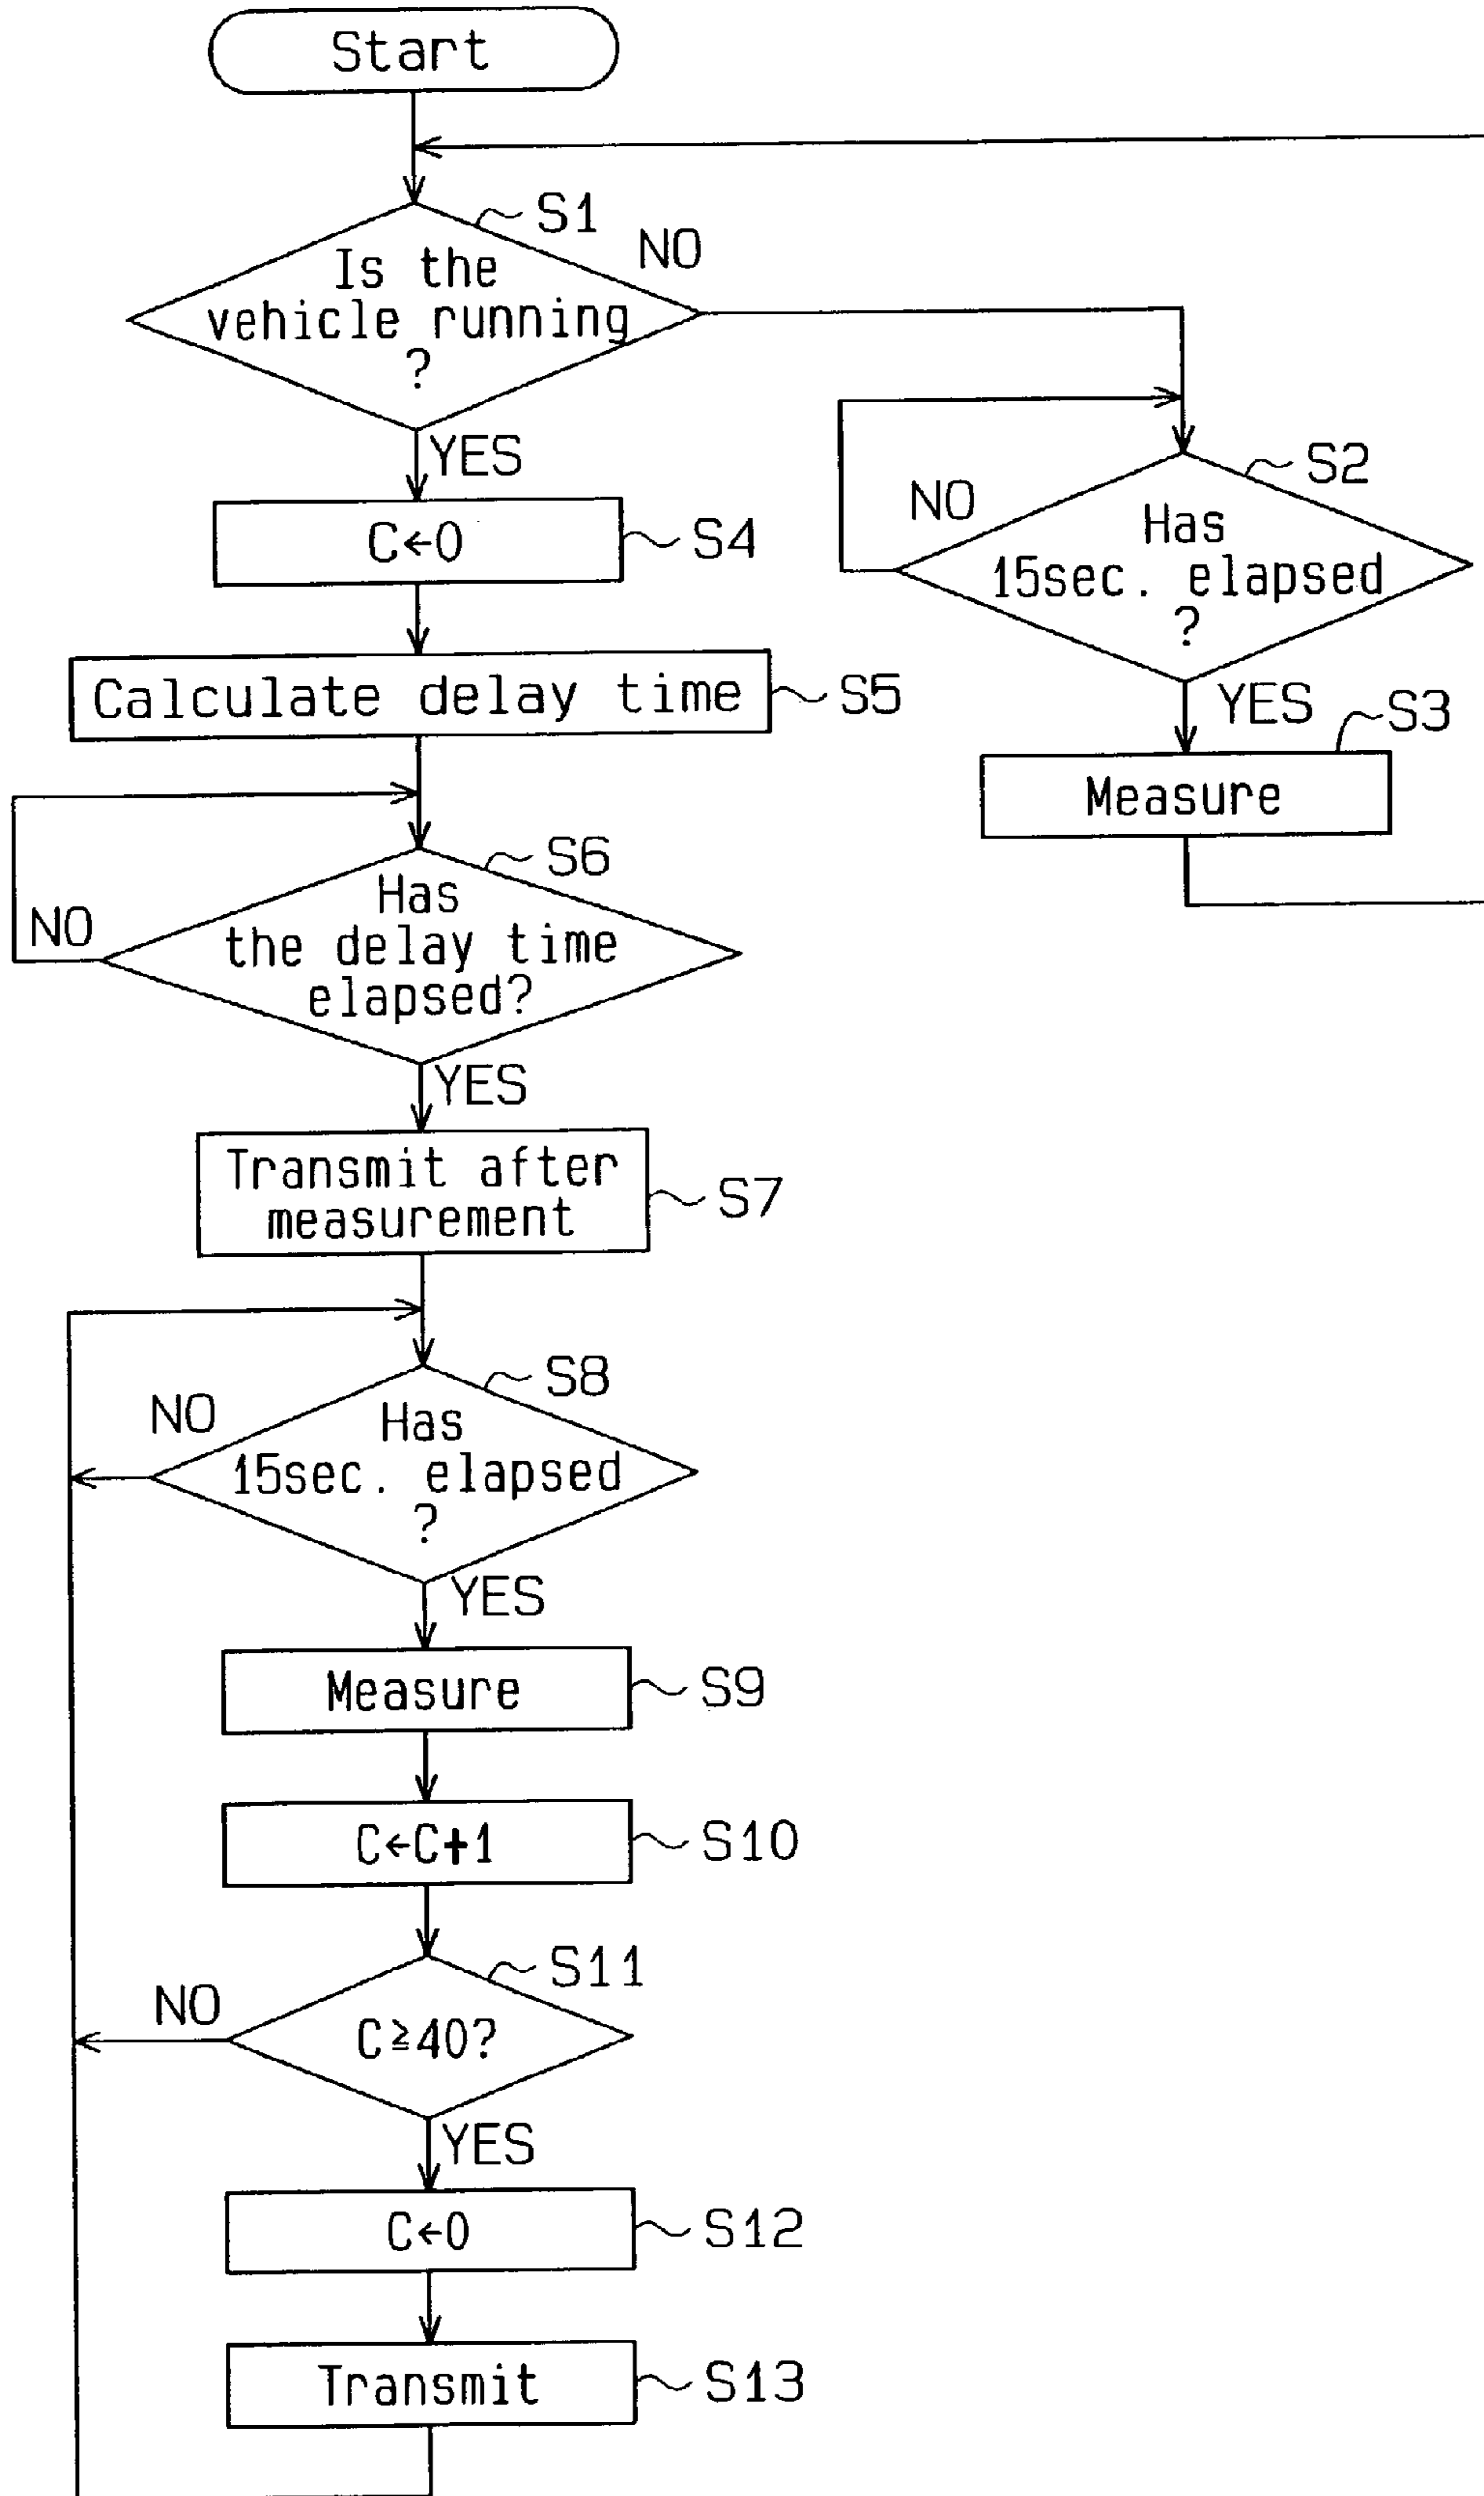 Start
S1
NO
Is the
vehicle running
?
YES
C←0
S4
Calculate delay time
S5
S6
Has
the delay time
elapsed?
NO
YES
Transmit after
measurement
S7
S8
NO
Has
15sec. elapsed
?
YES
Measure
S9
C←C+1
S10
S11
NO
C≧40?
YES
C←0
S12
Transmit
S13
S2
NO
Has
15sec. elapsed
?
YES
S3
Measure